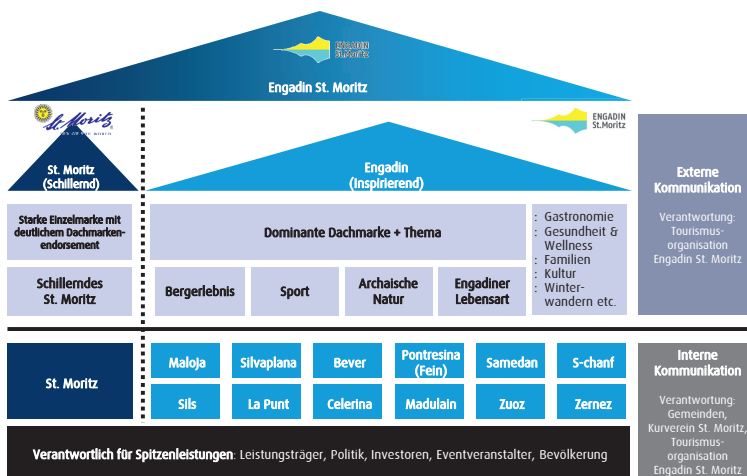 ENGADIN
St.Moritz
Engadin St. Moritz
St. Moritz
ENGADIN
St.Moritz
St. Moritz
(Schillernd)
Engadin
(Inspirierend)
Externe
Kommunikation
Verantwortung:
Tourismus-
organisation
Engadin St. Moritz
Starke Einzelmarke mit
deutlichem Dachmarken-
endorsement
Dominante Dachmarke + Thema
: Gastronomie
: Gesundheit &
Wellness
: Familien
: Kultur
: Winter-
wandern etc.
Schillerndes
St. Moritz
Bergerlebnis
Sport
Archaische
Natur
Engadiner
Lebensart
St. Moritz
Maloja
Silvaplana
Bever
Pontresina
(Fein)
Samedan
S-chanf
Sils
La Punt
Celerina
Madulain
Zuoz
Zernez
Interne
Kommunikation
Verantwortung:
Gemeinden,
Kurverein St. Moritz,
Tourismus-
organisation
Engadin St. Moritz
Verantwortlich für Spitzenleistungen: Leistungsträger, Politik, Investoren, Eventveranstalter, Bevölkerung